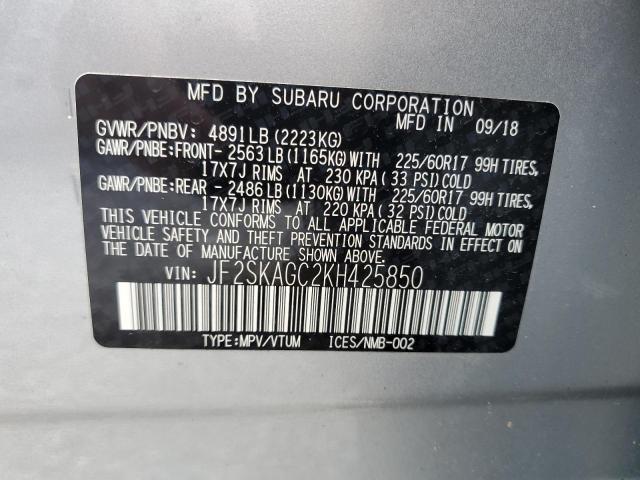 MFD BY SUBARU CORPORATION
GVWR/PNBV: 4891LB (2223KG) MFD IN 09/18
GAWR/PNBE:FRONT- 2563LB (1165KG) WITH 225/60R17 99H TIRES,
17X7J RIMS AT 230 KPA ( 33 PSI) COLD
GAWR/PNBE:REAR - 2486LB (1130KG) WITH 225/60R17 99H TIRES,
17X7J RIMS AT 220 KPA ( 32 PSI) COLD
THIS VEHICLE CONFORMS TO ALL APPLICABLE FEDERAL MOTOR
VEHICLE SAFETY AND THEFT PREVENTION STANDARDS IN EFFECT ON
THE DATE OF MANUFACTURE SHOWN ABOVE.
VIN: JF2SKAGC2KH425850
TYPE:MPV/VTUM ICES/NMB-002